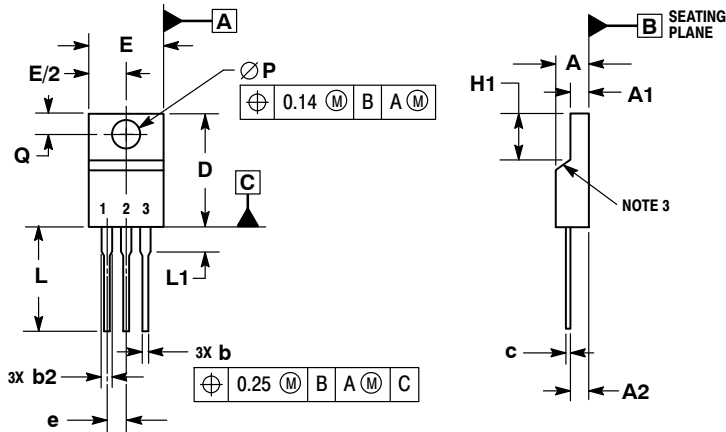 A
E
E/2
Ø P
⌖ 0.14 Ⓜ B A Ⓜ
Q
D
C
1 2 3
L
L1
3X b
3X b2
⌖ 0.25 Ⓜ B A Ⓜ C
e
B SEATING PLANE
A
H1
A1
NOTE 3
c
A2